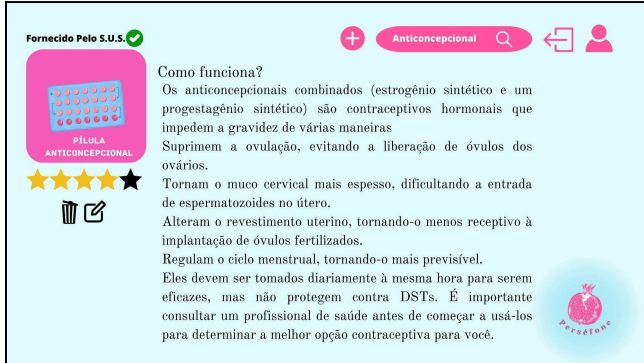 Fornecido Pelo S.U.S.
Anticoncepcional
PÍLULA
ANTICONCEPCIONAL
Como funciona?
Os anticoncepcionais combinados (estrogênio sintético e um
progestagênio sintético) são contraceptivos hormonais que
impedem a gravidez de várias maneiras
Suprimem a ovulação, evitando a liberação de óvulos dos
ovários.
Tornam o muco cervical mais espesso, dificultando a entrada
de espermatozoides no útero.
Alteram o revestimento uterino, tornando-o menos receptivo à
implantação de óvulos fertilizados.
Regulam o ciclo menstrual, tornando-o mais previsível.
Eles devem ser tomados diariamente à mesma hora para serem
eficazes, mas não protegem contra DSTs. É importante
consultar um profissional de saúde antes de começar a usá-los
para determinar a melhor opção contraceptiva para você.
Perséfone